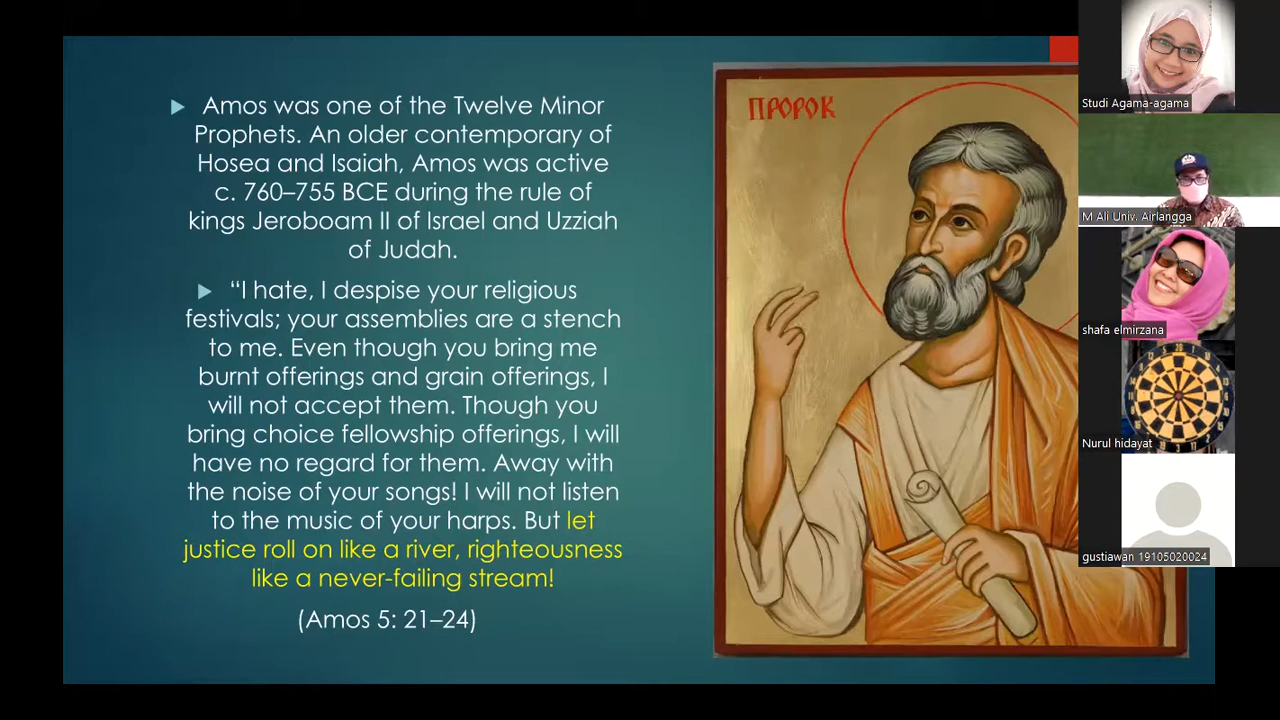 Amos was one of the Twelve Minor
Prophets. An older contemporary of
Hosea and Isaiah, Amos was active
c. 760–755 BCE during the rule of
kings Jeroboam II of Israel and Uzziah
of Judah.
“I hate, I despise your religious
festivals; your assemblies are a stench
to me. Even though you bring me
burnt offerings and grain offerings, I
will not accept them. Though you
bring choice fellowship offerings, I will
have no regard for them. Away with
the noise of your songs! I will not listen
to the music of your harps. But let
justice roll on like a river, righteousness
like a never-failing stream!
(Amos 5: 21–24)
ПРОРОК
Studi Agama-agama
M Ali Univ. Airlangga
shafa elmirzana
Nurul hidayat
gustiawan 19105020024